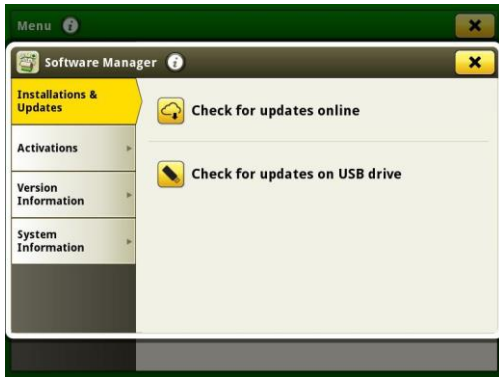 Menu
Software Manager
Installations &
Updates
Check for updates online
Activations
Check for updates on USB drive
Version
Information
System
Information